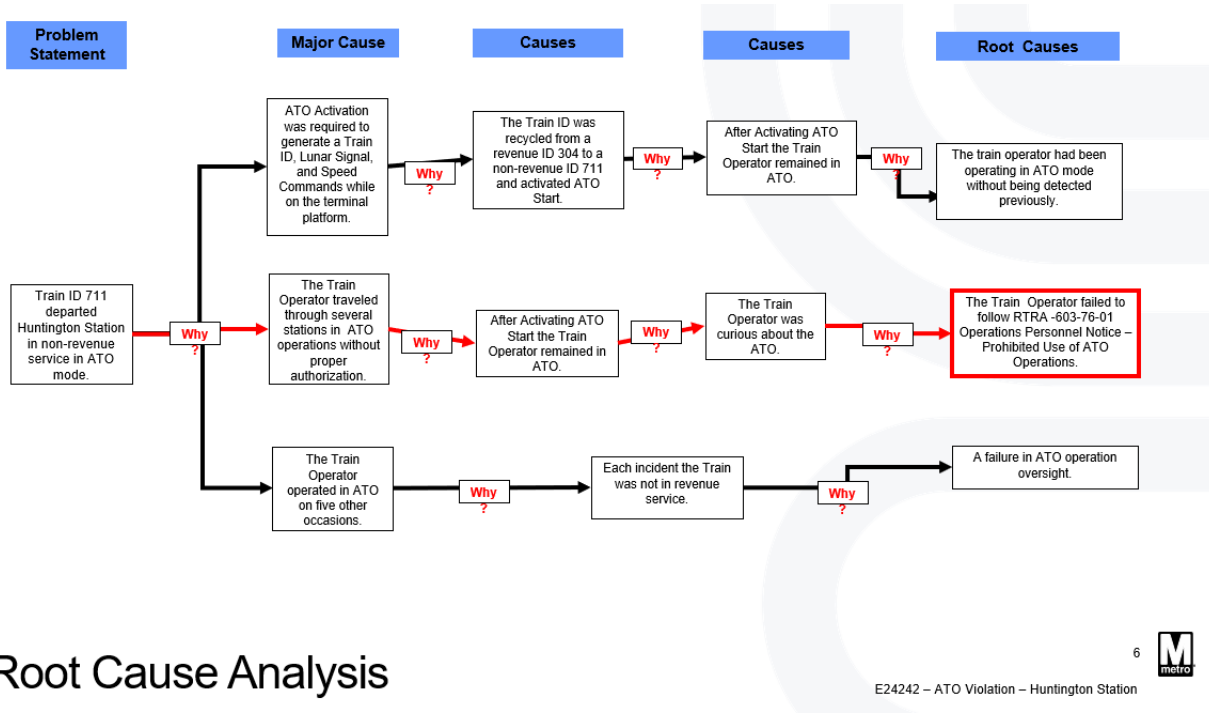 Problem
Statement
Major Cause
Causes
Causes
Root Causes
ATO Activation
was required to
generate a Train
ID, Lunar Signal,
and Speed
Commands while
on the terminal
platform.
Why
?
The Train ID was
recycled from a
revenue ID 304 to a
non-revenue ID 711
and activated ATO
Start.
Why
?
After Activating ATO
Start the Train
Operator remained in
ATO.
Why
?
The train operator had been
operating in ATO mode
without being detected
previously.
Train ID 711
departed
Huntington Station
in non-revenue
service in ATO
mode.
Why
?
The Train
Operator traveled
through several
stations in ATO
operations without
proper
authorization.
Why
?
After Activating ATO
Start the Train
Operator remained in
ATO.
Why
?
The Train
Operator was
curious about the
ATO.
Why
?
The Train Operator failed to
follow RTRA -603-76-01
Operations Personnel Notice –
Prohibited Use of ATO
Operations.
The Train
Operator
operated in ATO
on five other
occasions.
Why
?
Each incident the Train
was not in revenue
service.
Why
?
A failure in ATO operation
oversight.
Root Cause Analysis
6
M
metro
E24242 – ATO Violation – Huntington Station